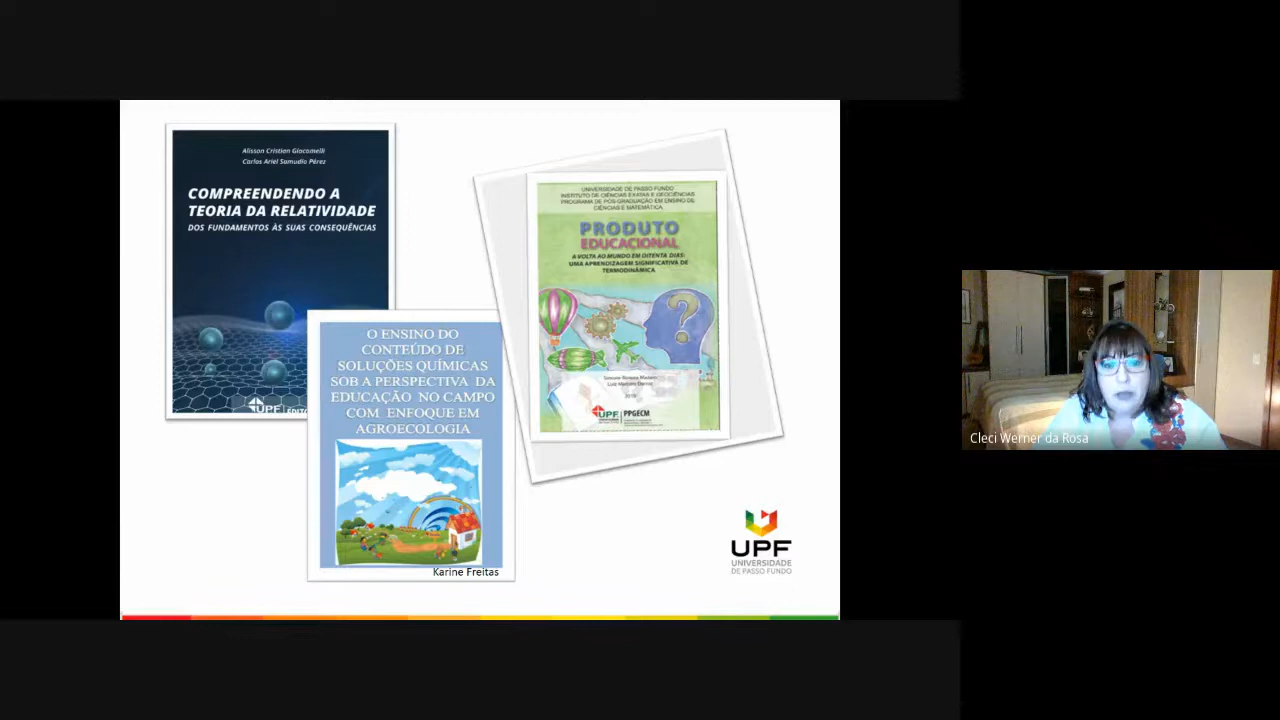 Alisson Cristian Giacomelli
Carlos Ariel Samudio Pérez
COMPREENDENDO A
TEORIA DA RELATIVIDADE
DOS FUNDAMENTOS ÀS SUAS CONSEQUÊNCIAS
UPF
O ENSINO DO
CONTEÚDO DE
SOLUÇÕES QUÍMICAS
SOB A PERSPECTIVA DA
EDUCAÇÃO NO CAMPO
COM ENFOQUE EM
AGROECOLOGIA
Karine Freitas
UNIVERSIDADE DE PASSO FUNDO
INSTITUTO DE CIÊNCIAS EXATAS E GEOCIÊNCIAS
PROGRAMA DE PÓS-GRADUAÇÃO EM ENSINO DE
CIÊNCIAS E MATEMÁTICA
PRODUTO
EDUCACIONAL
A VOLTA AO MUNDO EM OITENTA DIAS:
UMA APRENDIZAGEM SIGNIFICATIVA DE
TERMODINÂMICA
UPF
PPGECM
UPF
UNIVERSIDADE
DE PASSO FUNDO
Cleci Werner da Rosa